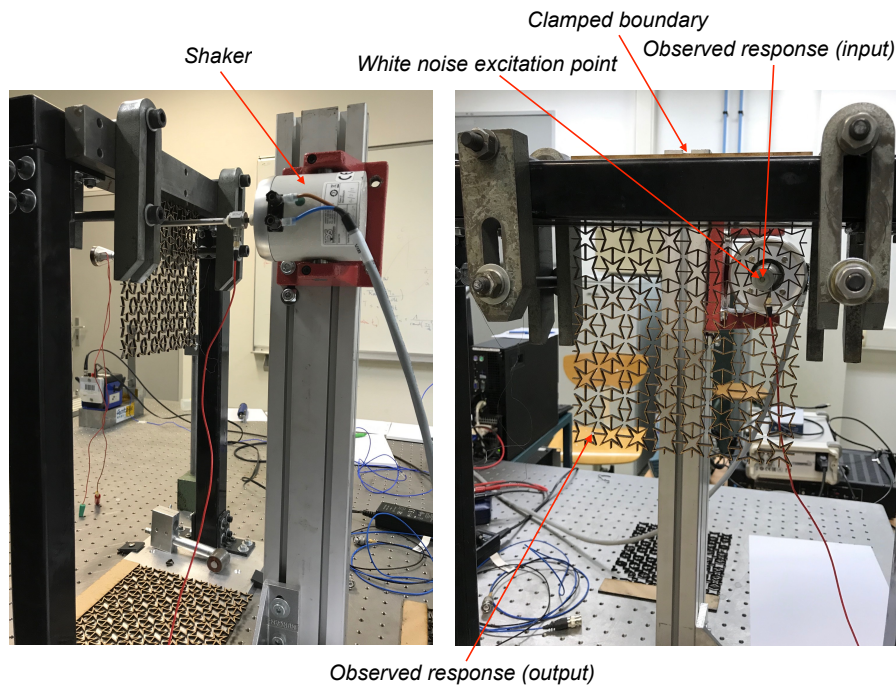 Clamped boundary
Shaker
Observed response (input)
White noise excitation point
Observed response (output)